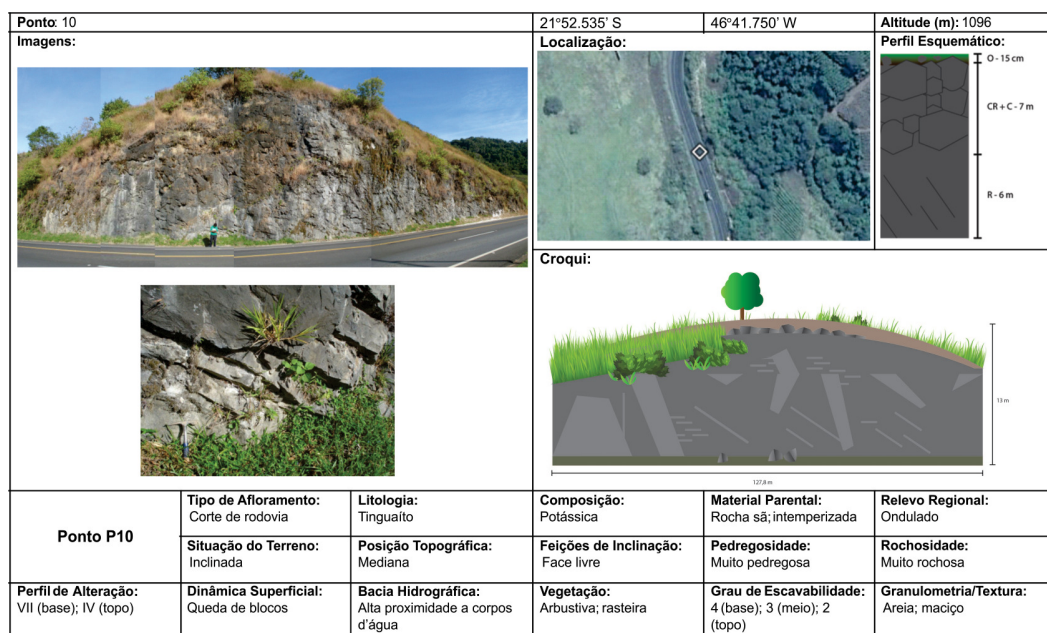 Ponto: 10
21°52.535' S
46°41.750' W
Altitude (m): 1096
Imagens:
Localização:
Perfil Esquemático:
O - 15 cm
CR + C - 7 m
R - 6 m
Croqui:
13 m
127,8 m
Ponto P10
Tipo de Afloramento:
Corte de rodovia
Litologia:
Tinguaíto
Composição:
Potássica
Material Parental:
Rocha sã; intemperizada
Relevo Regional:
Ondulado
Situação do Terreno:
Inclinada
Posição Topográfica:
Mediana
Feições de Inclinação:
Face livre
Pedregosidade:
Muito pedregosa
Rochosidade:
Muito rochosa
Perfil de Alteração:
VII (base); IV (topo)
Dinâmica Superficial:
Queda de blocos
Bacia Hidrográfica:
Alta proximidade a corpos
d'água
Vegetação:
Arbustiva; rasteira
Grau de Escavabilidade:
4 (base); 3 (meio); 2
(topo)
Granulometria/Textura:
Areia; maciço